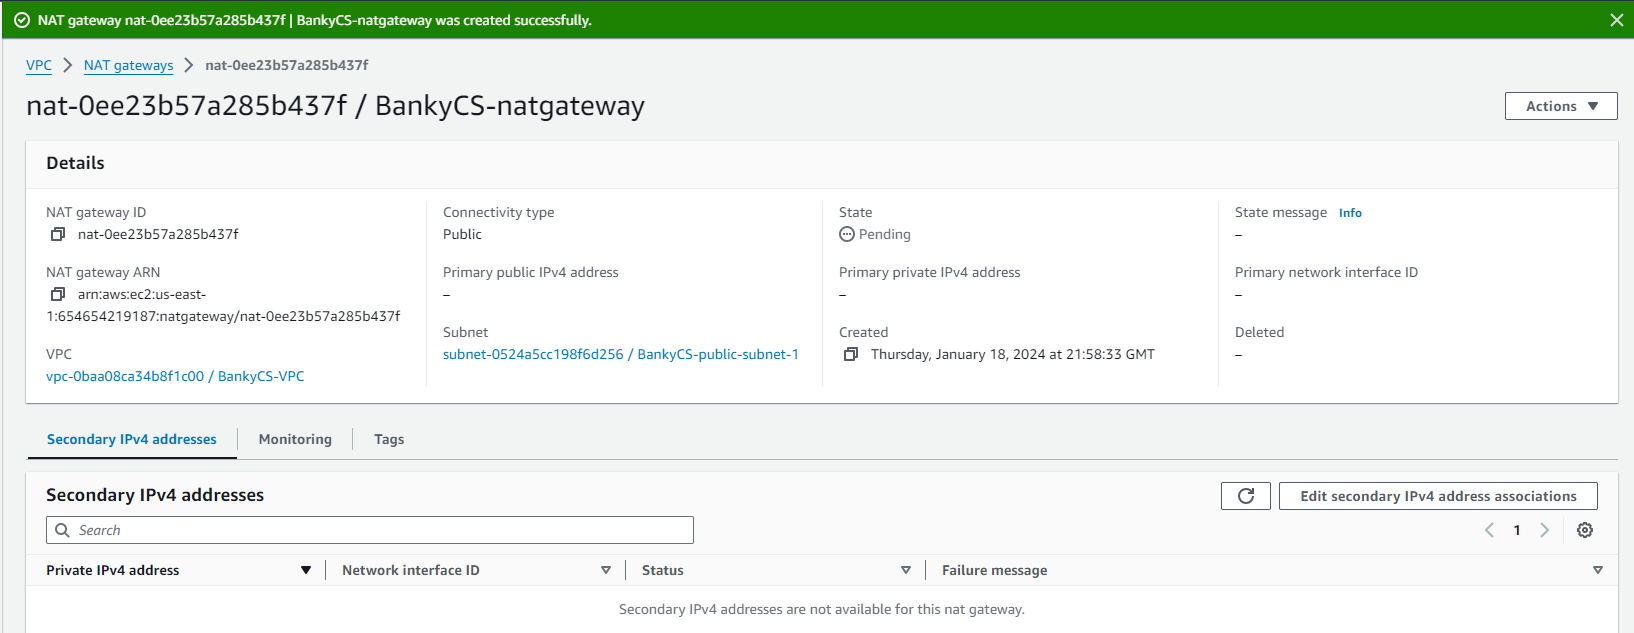 NAT gateway nat-0ee23b57a285b437f | BankyCS-natgateway was created successfully.
VPC > NAT gateways > nat-0ee23b57a285b437f
nat-0ee23b57a285b437f / BankyCS-natgateway
Actions
Details
NAT gateway ID
nat-0ee23b57a285b437f
NAT gateway ARN
arn:aws:ec2:us-east-
1:654654219187:natgateway/nat-0ee23b57a285b437f
VPC
vpc-0baa08ca34b8f1c00 / BankyCS-VPC
Connectivity type
Public
Primary public IPv4 address
–
Subnet
subnet-0524a5cc198f6d256 / BankyCS-public-subnet-1
State
Pending
Primary private IPv4 address
–
Created
Thursday, January 18, 2024 at 21:58:33 GMT
State message Info
–
Primary network interface ID
–
Deleted
–
Secondary IPv4 addresses
Monitoring
Tags
Secondary IPv4 addresses
Edit secondary IPv4 address associations
Search
1
Private IPv4 address
Network interface ID
Status
Failure message
Secondary IPv4 addresses are not available for this nat gateway.